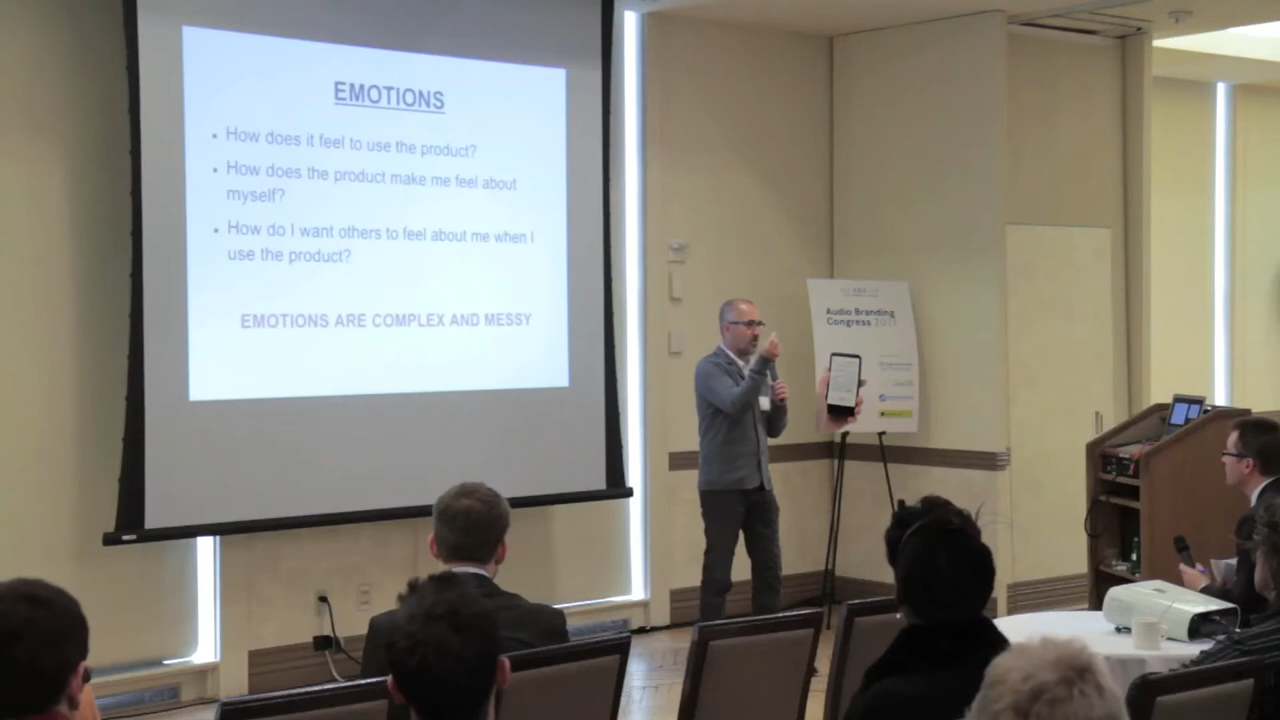 EMOTIONS
• How does it feel to use the product?
• How does the product make me feel about
myself?
• How do I want others to feel about me when I
use the product?
EMOTIONS ARE COMPLEX AND MESSY
Audio Branding
Congress